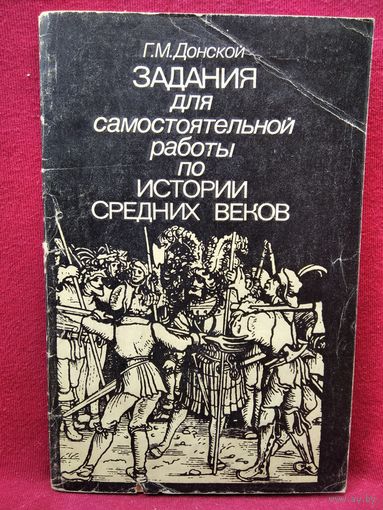 Г.М.Донской
ЗАДАНИЯ
для
самостоятельной
работы
по
ИСТОРИИ
СРЕДНИХ ВЕКОВ